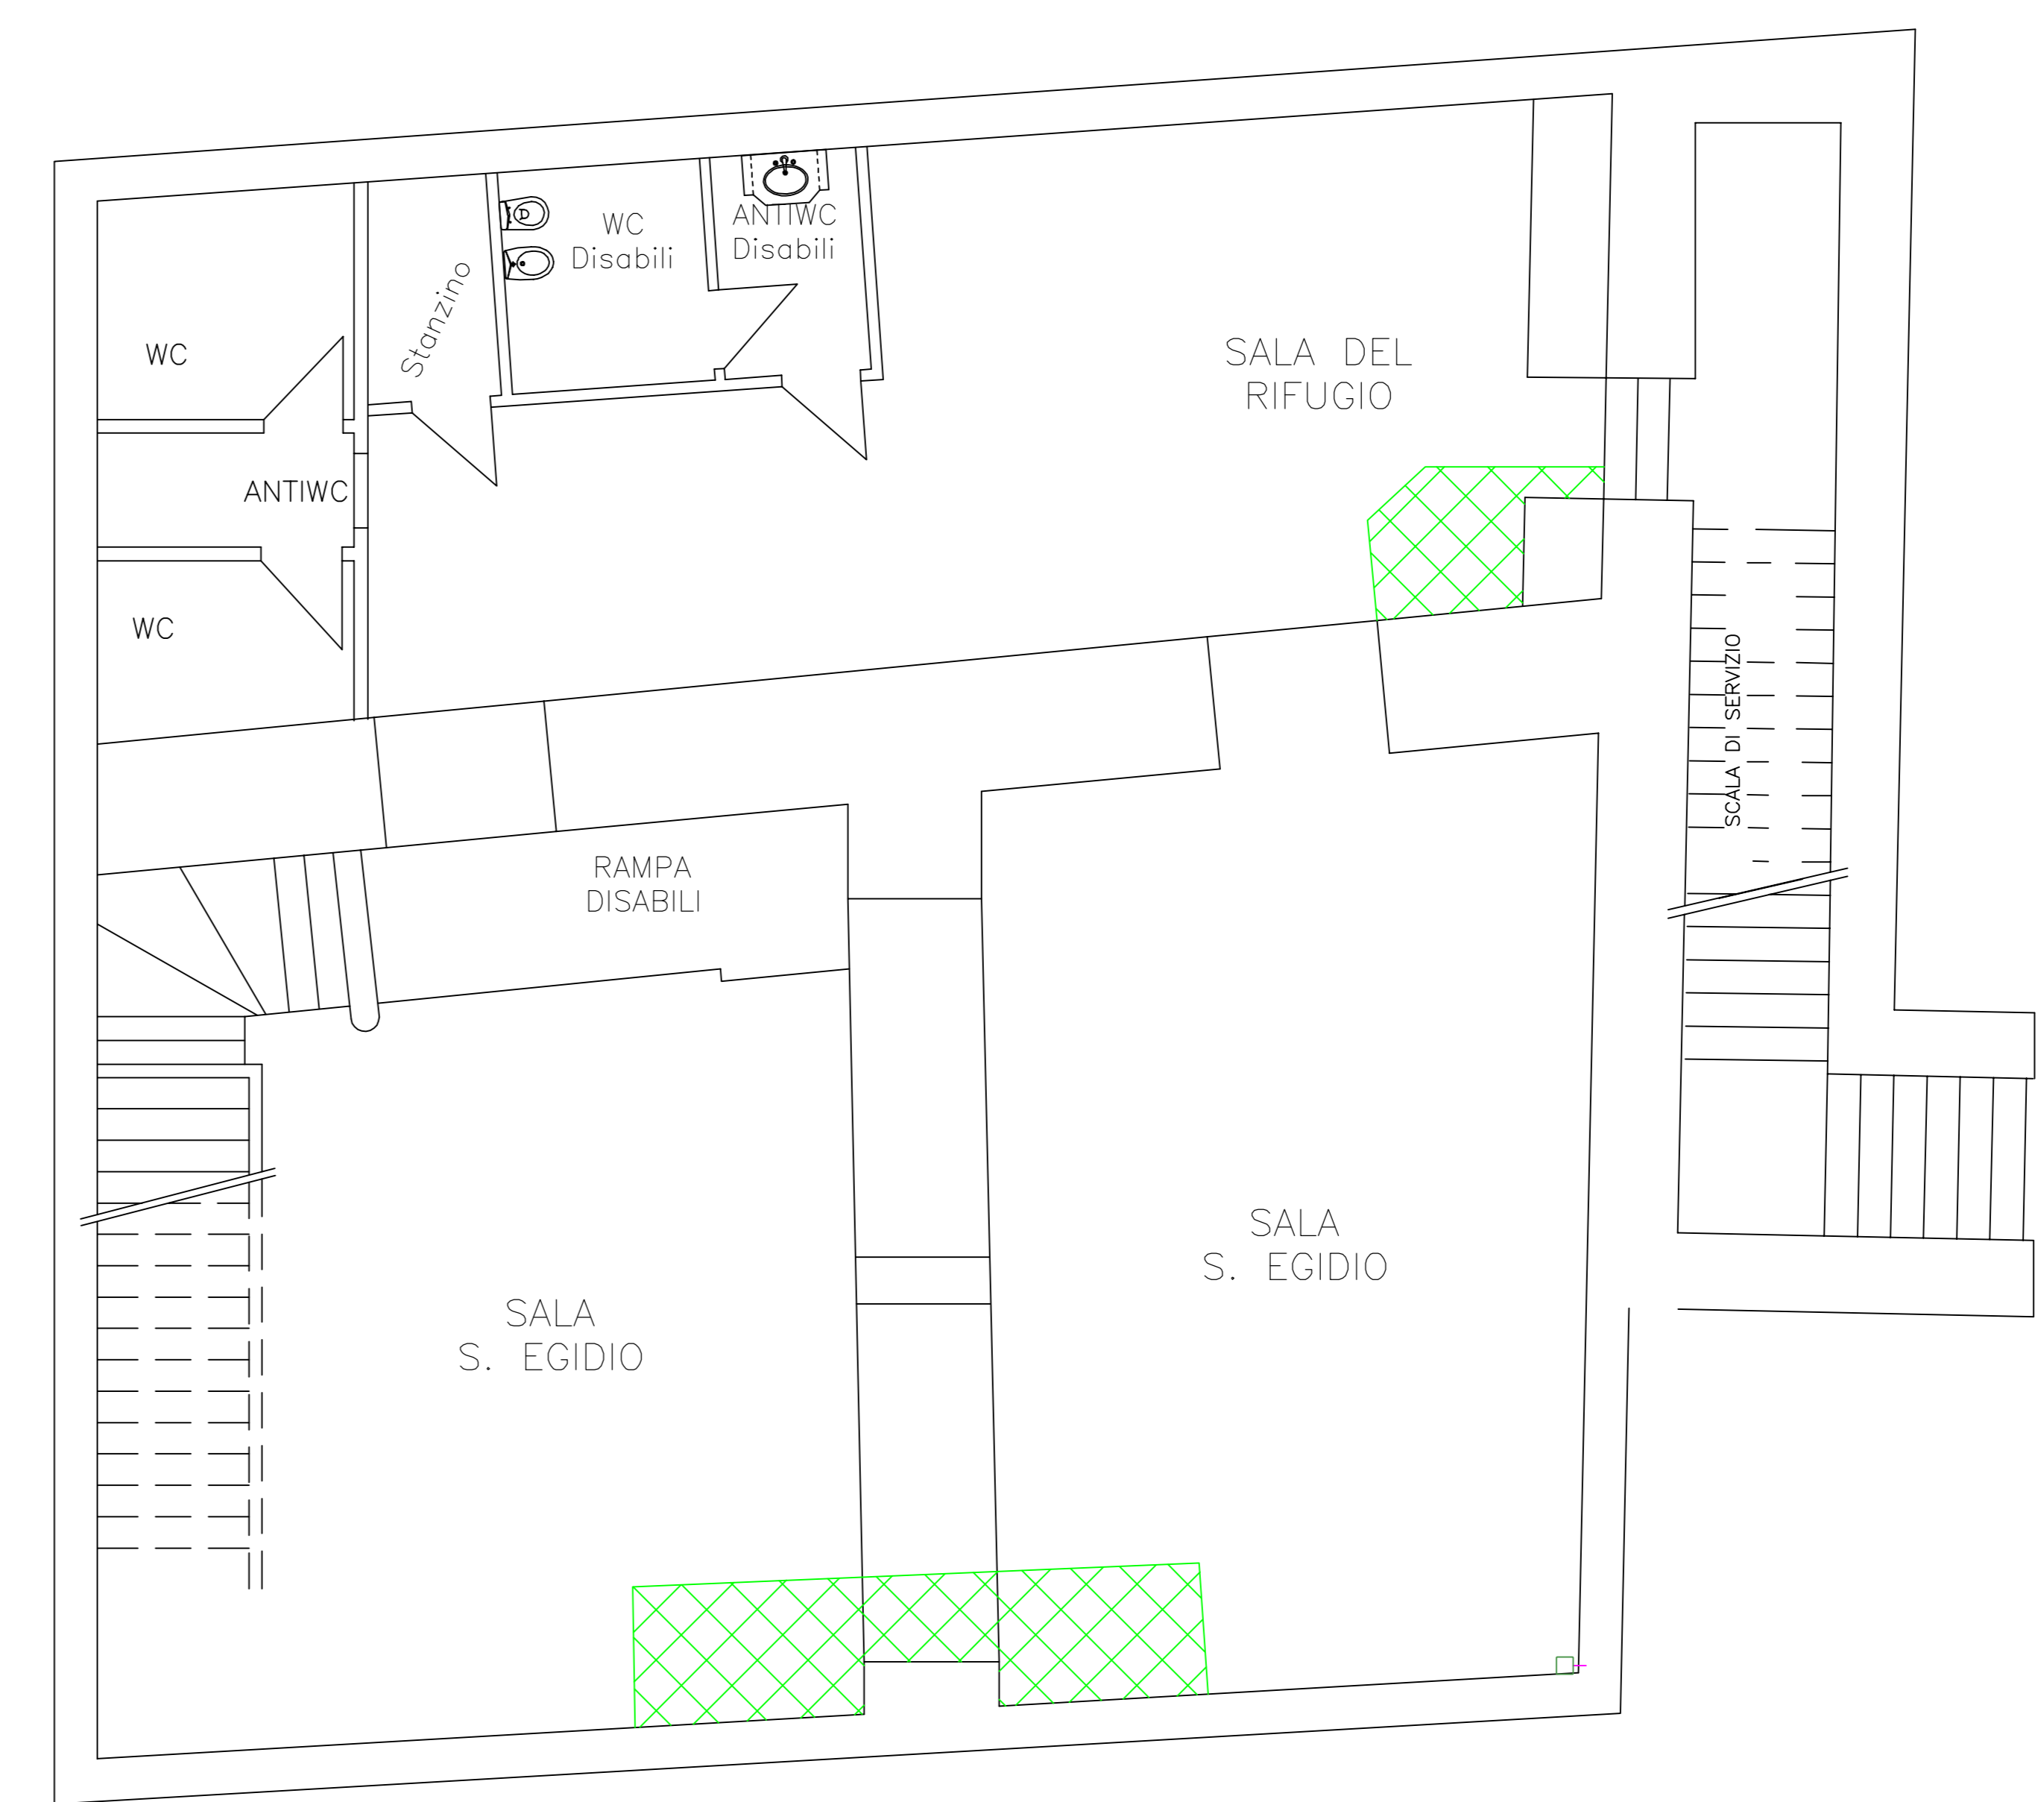 WC
Disabili
ANTIWC
Disabili
Stanzino
WC
SALA DEL
RIFUGIO
ANTIWC
WC
SCALA DI SERVIZIO
RAMPA
DISABILI
SALA
S. EGIDIO
SALA
S. EGIDIO